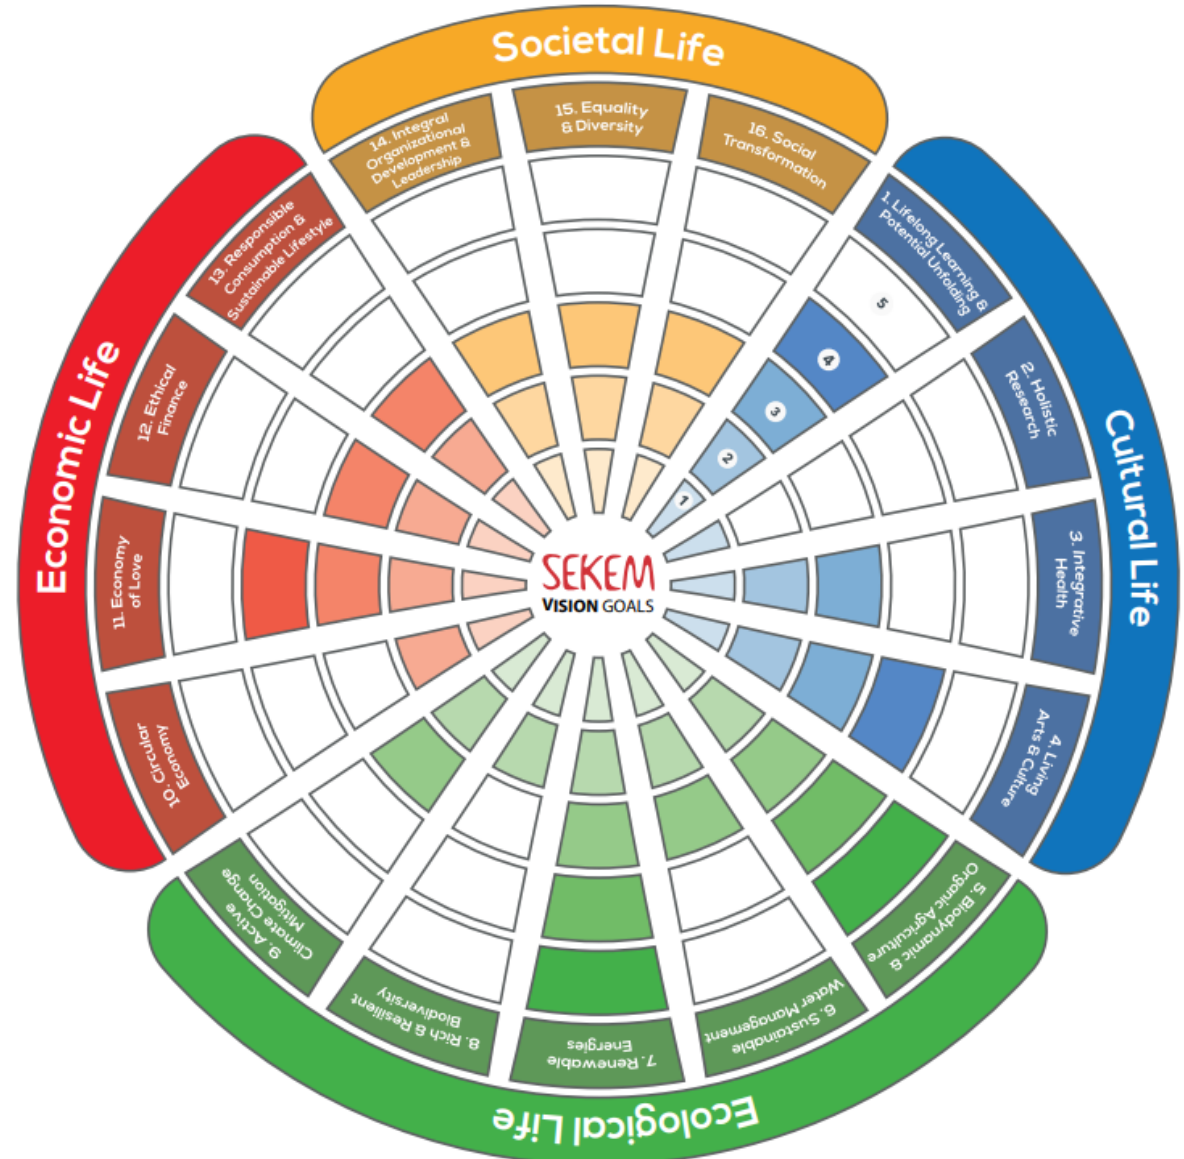 Societal Life
14. Integral
Organizational
Development &
Leadership
15. Equality
& Diversity
16. Social
Transformation
Cultural Life
1. Lifelong Learning &
Potential Unfolding
5
4
3
2
1
2. Holistic
Research
3. Integrative
Health
4. Living
Arts & Culture
Ecological Life
5. Biodynamic &
Organic Agriculture
6. Sustainable
Water Management
7. Renewable
Energies
8. Rich & Resilient
Biodiversity
9. Active
Climate Change
Mitigation
Economic Life
10. Circular
Economy
11. Economy
of Love
12. Ethical
Finance
13. Responsible
Consumption &
Sustainable Lifestyle
SEKEM
VISION GOALS